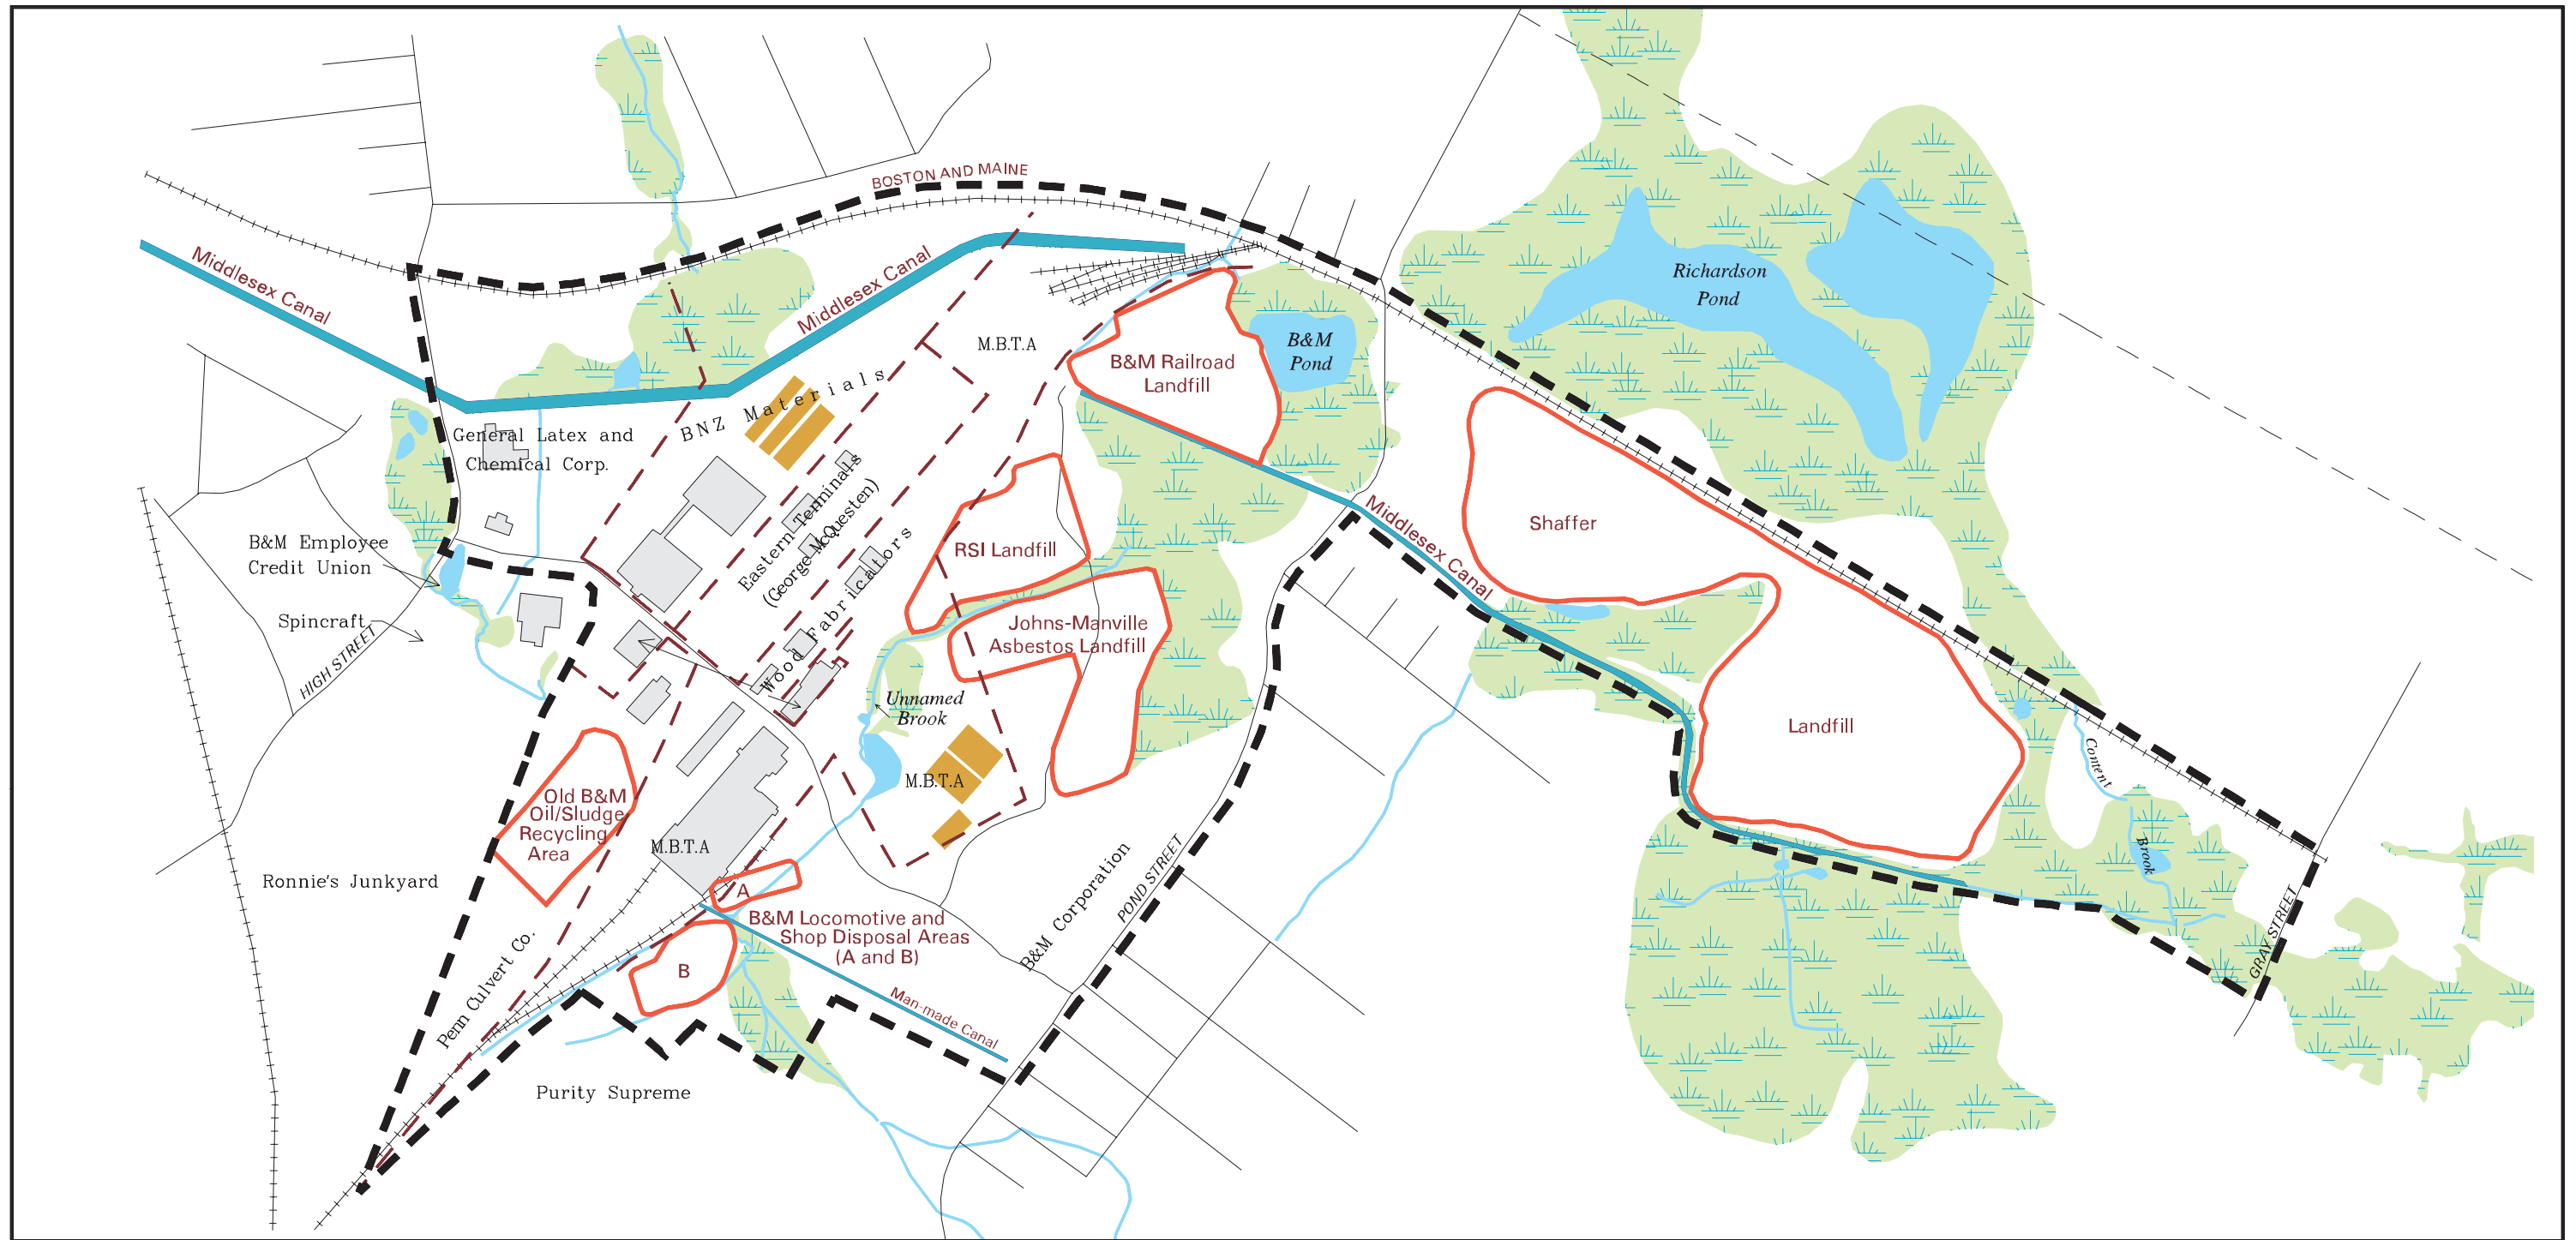 BOSTON AND MAINE
Middlesex Canal
Middlesex Canal
Richardson
Pond
M.B.T.A
B&M
Pond
B&M Railroad
Landfill
BNZ Materials
General Latex and
Chemical Corp.
Eastern Terminals
(George McQuesten)
Middlesex Canal
Shaffer
B&M Employee
Credit Union
RSI Landfill
Wood Fabricators
Spincraft
HIGH STREET
Johns-Manville
Asbestos Landfill
Unnamed
Brook
Landfill
Content
Brook
M.B.T.A
Old B&M
Oil/Sludge
Recycling
Area
M.B.T.A
Ronnie's Junkyard
A
B&M Locomotive and
Shop Disposal Areas
(A and B)
B&M Corporation
POND STREET
GRAY STREET
Penn Culvert Co.
B
Man-made Canal
Purity Supreme